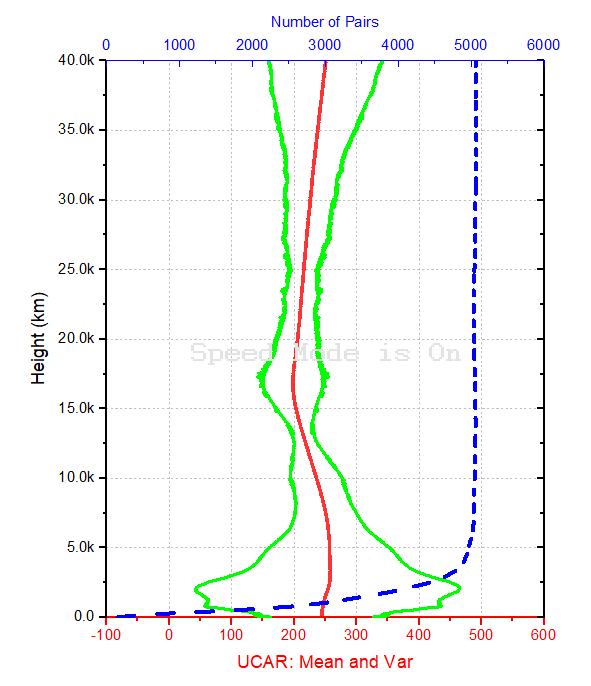 Number of Pairs
0 1000 2000 3000 4000 5000 6000
40.0k
35.0k
30.0k
25.0k
20.0k
Speed Mode is On
15.0k
10.0k
5.0k
0.0
Height (km)
-100 0 100 200 300 400 500 600
UCAR: Mean and Var